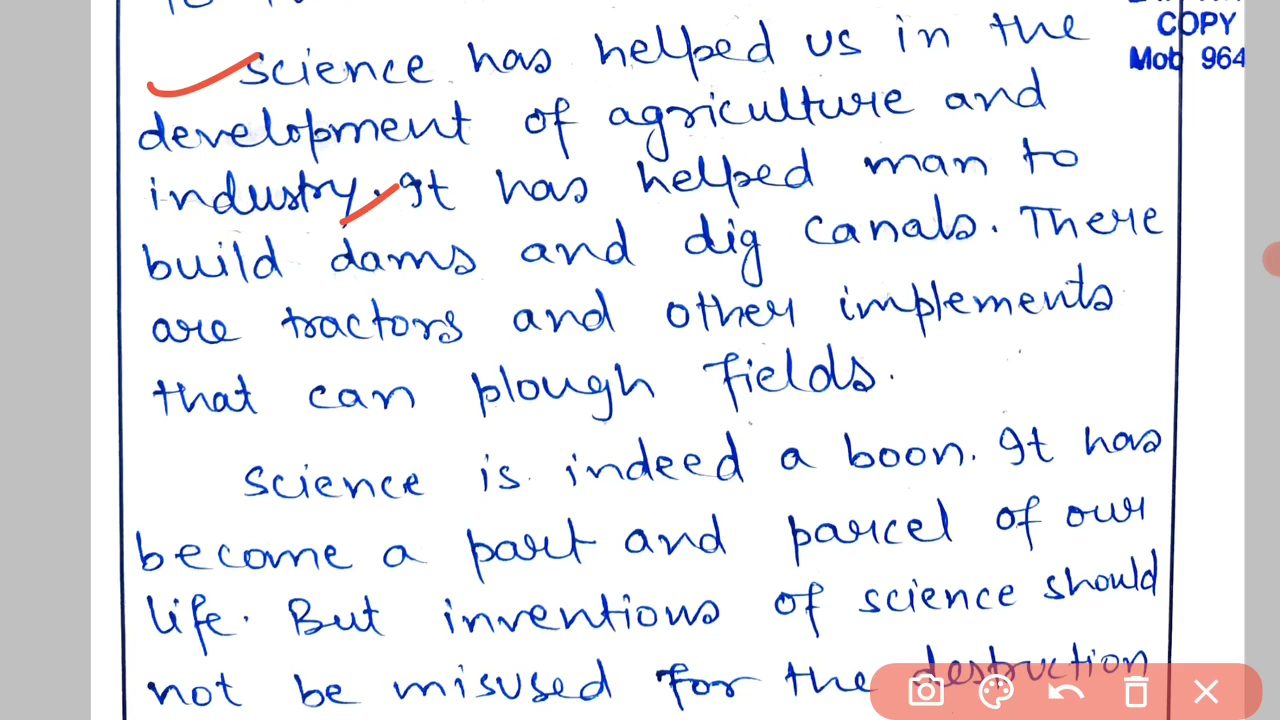 COPY
Mob 964
Science has helped us in the
development of agriculture and
industry. It has helped man to
build dams and dig canals. There
are tractors and other implements
that can plough fields.
Science is indeed a boon. It has
become a part and parcel of our
life. But inventions of science should
not be misused for the destruction